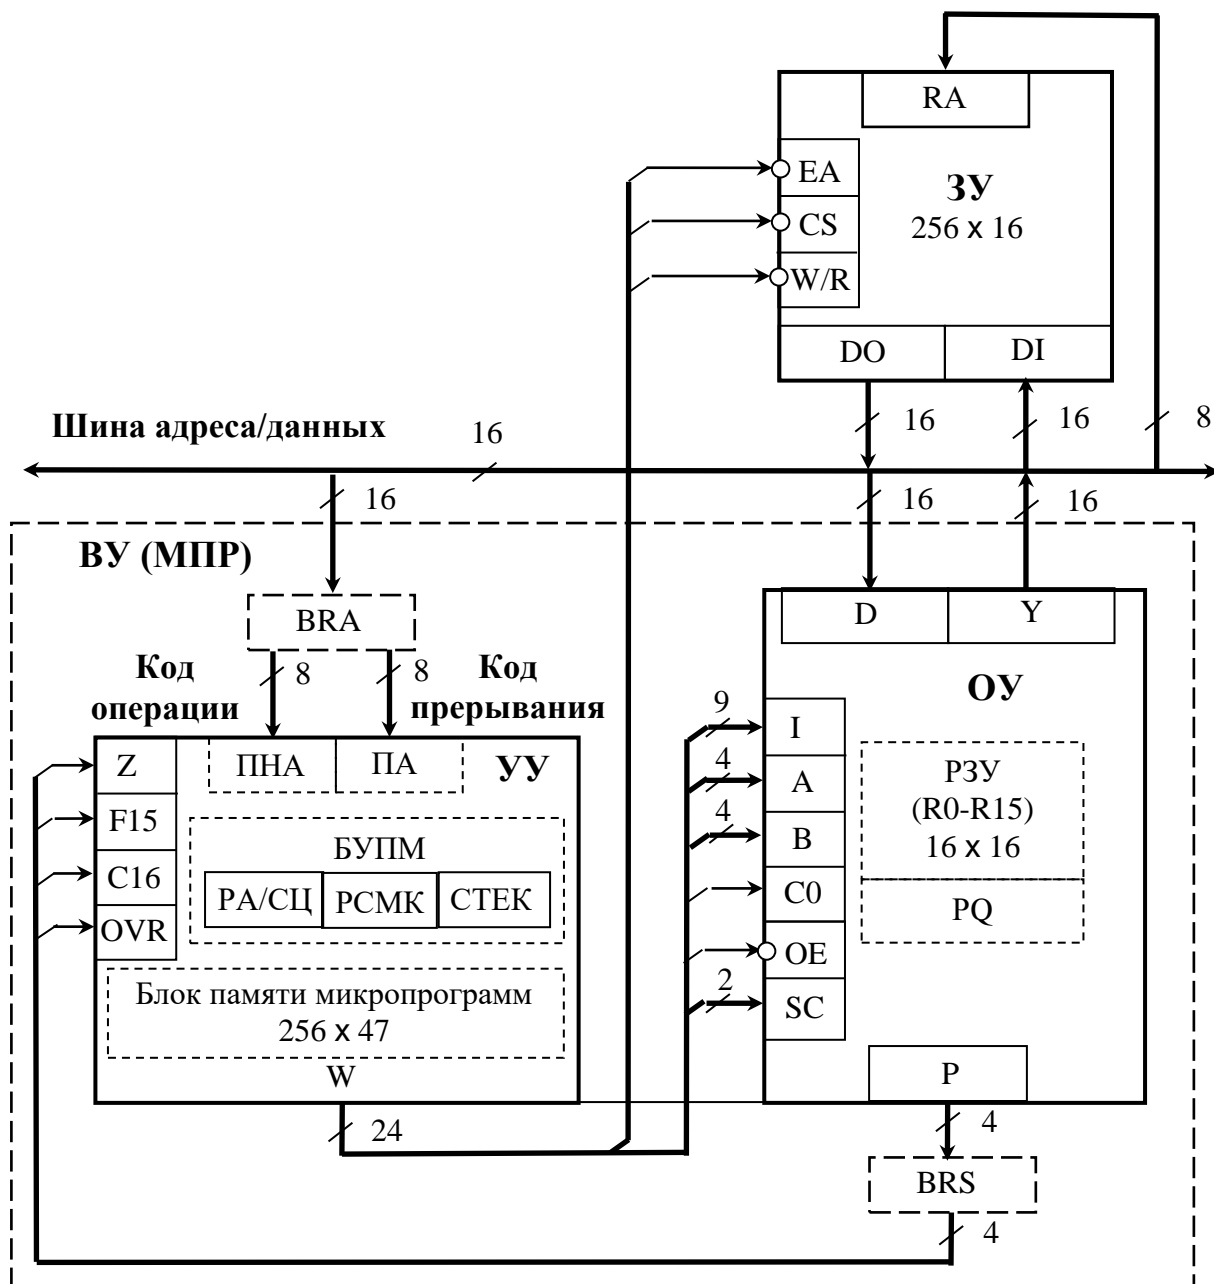 RA
EA
CS
W/R
ЗУ
256 x 16
DO
DI
Шина адреса/данных
16
16
16
8
16
16
16
ВУ (МПР)
BRA
Код операции
8
8
Код прерывания
D
Y
ОУ
Z
F15
C16
OVR
ПНА
ПА
УУ
БУПМ
РА/СЦ
РСМК
СТЕК
Блок памяти микропрограмм
256 x 47
W
24
9
4
4
2
I
A
B
C0
OE
SC
РЗУ
(R0-R15)
16 x 16
PQ
P
4
BRS
4